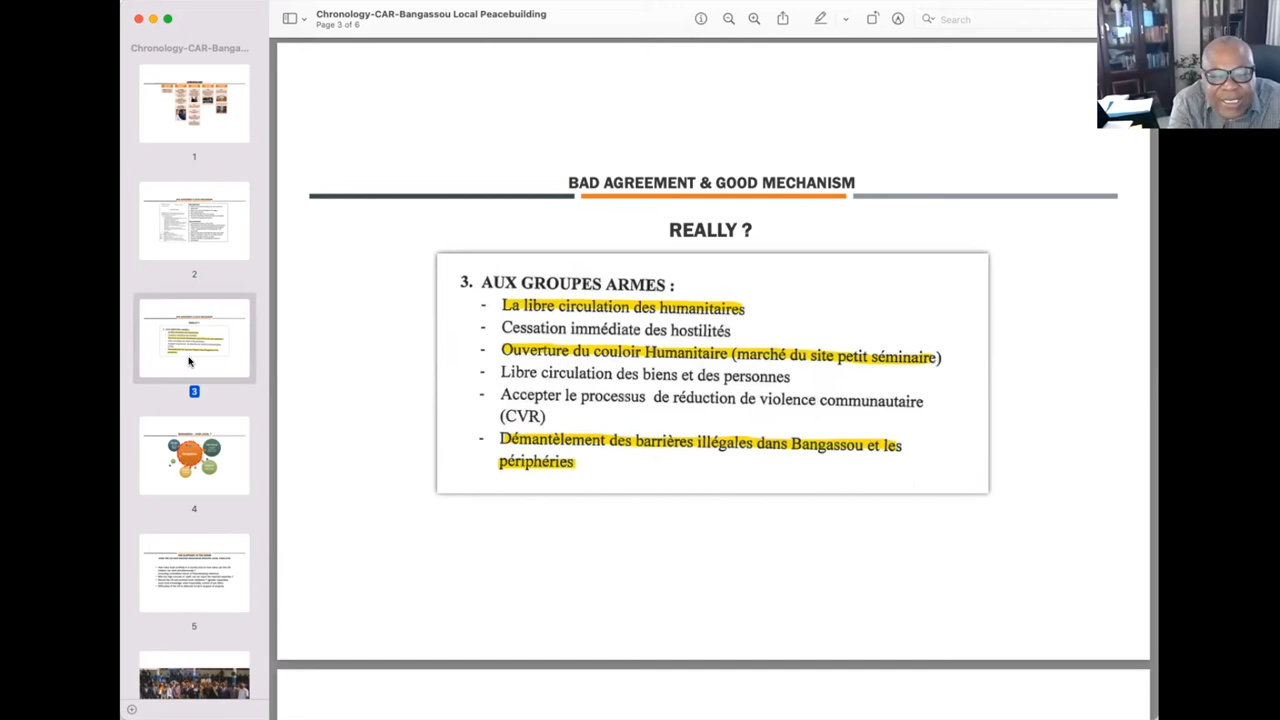 Chronology-CAR-Bangassou Local Peacebuilding
Page 3 of 6
Search
Chronology-CAR-Banga...
1
2
3
4
5
BAD AGREEMENT & GOOD MECHANISM
REALLY ?
3. AUX GROUPES ARMES :
- La libre circulation des humanitaires
- Cessation immédiate des hostilités
- Ouverture du couloir Humanitaire (marché du site petit séminaire)
- Libre circulation des biens et des personnes
- Accepter le processus de réduction de violence communautaire
(CVR)
- Démantèlement des barrières illégales dans Bangassou et les
périphéries